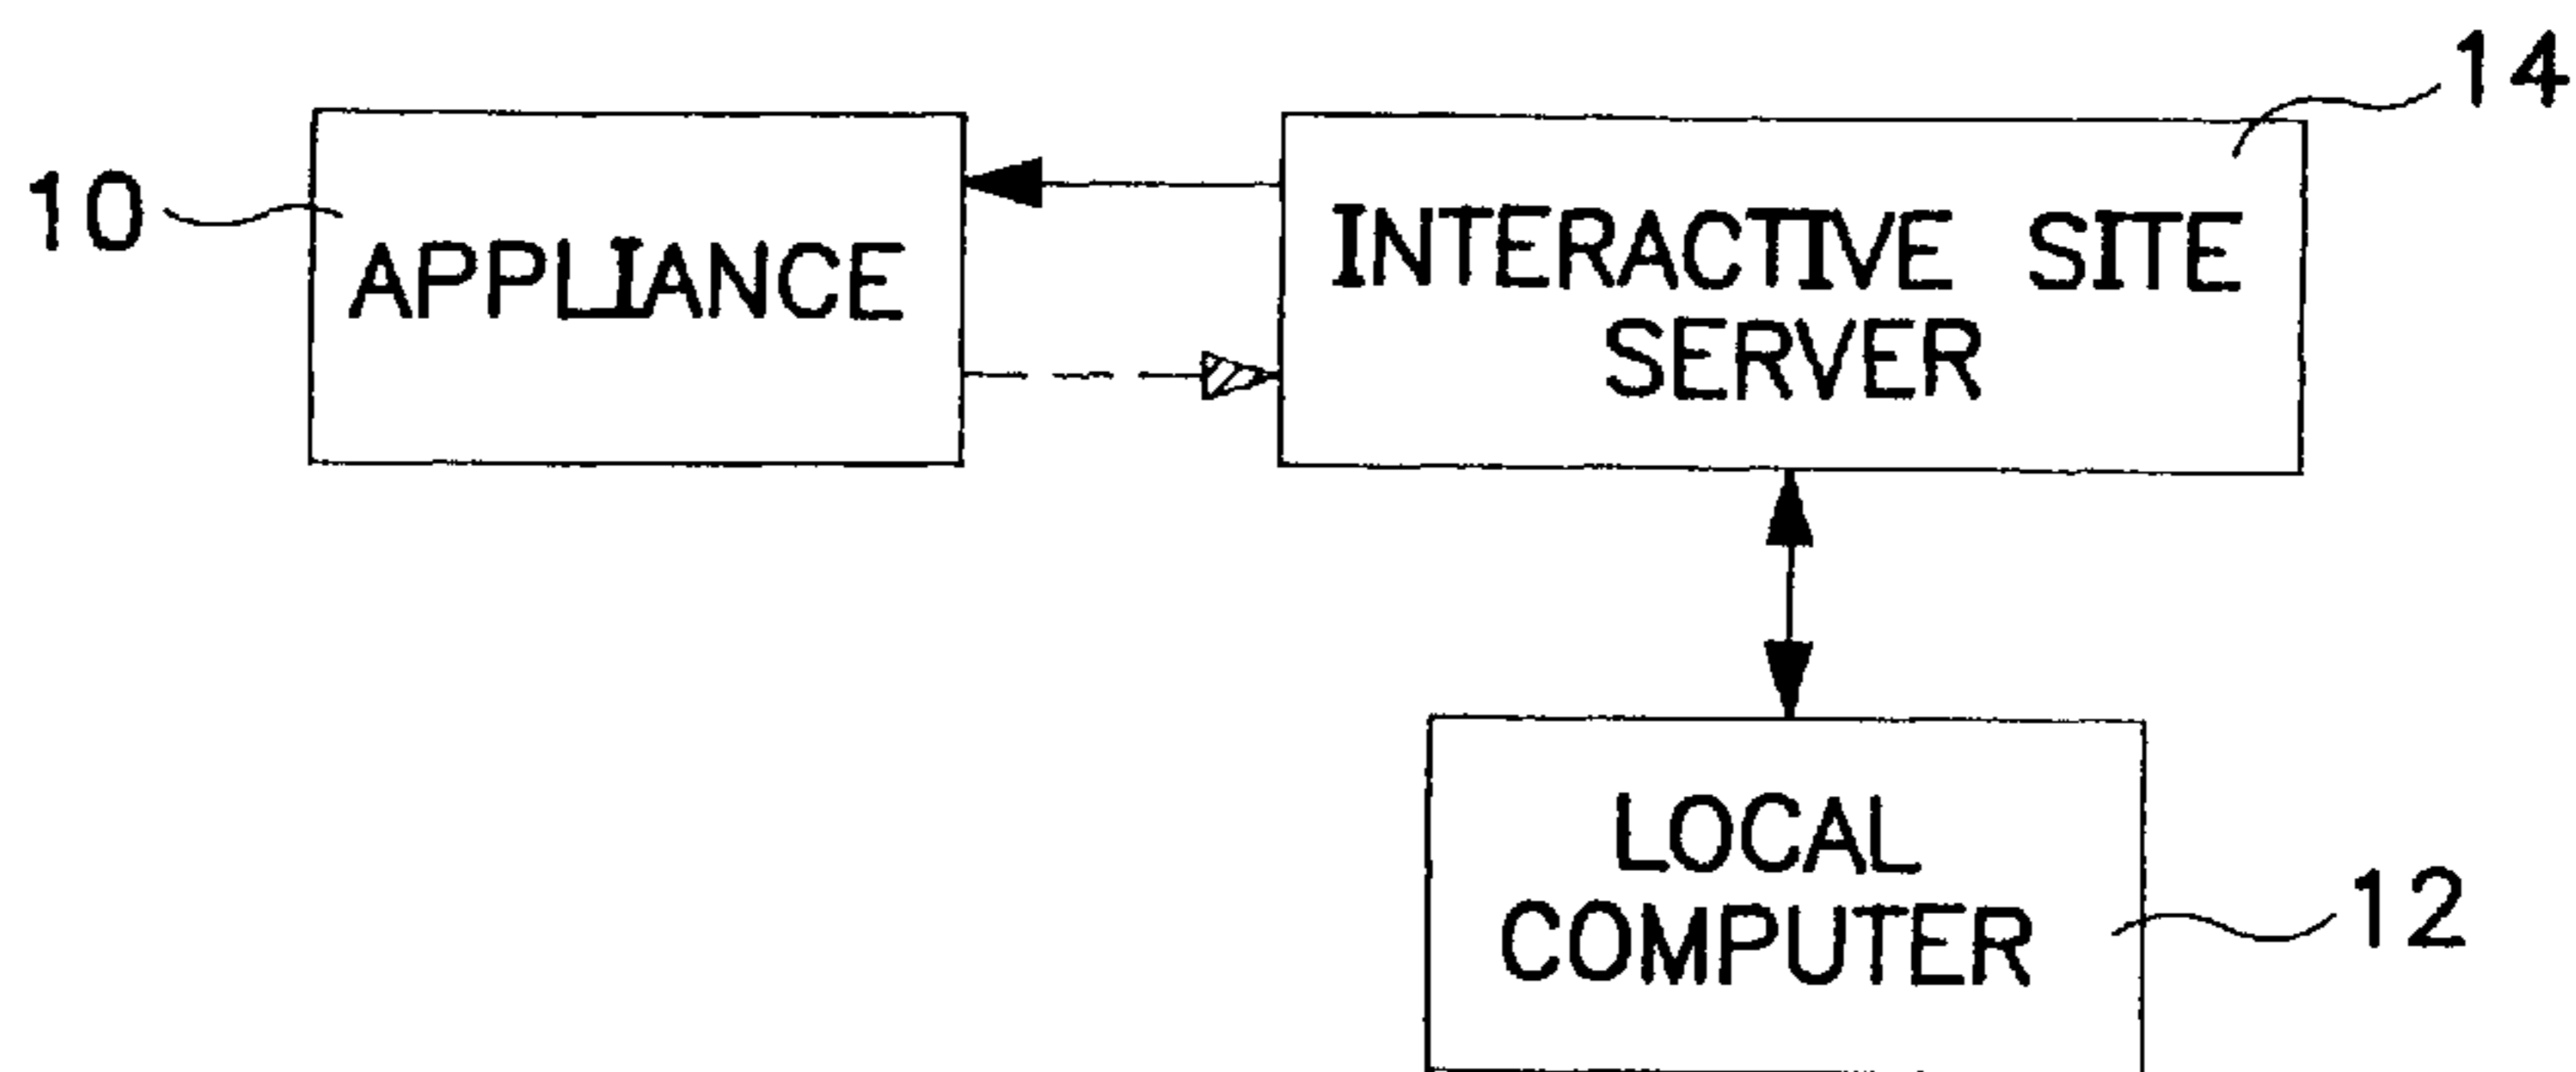 14
10
APPLIANCE
INTERACTIVE SITE
SERVER
LOCAL
COMPUTER
12